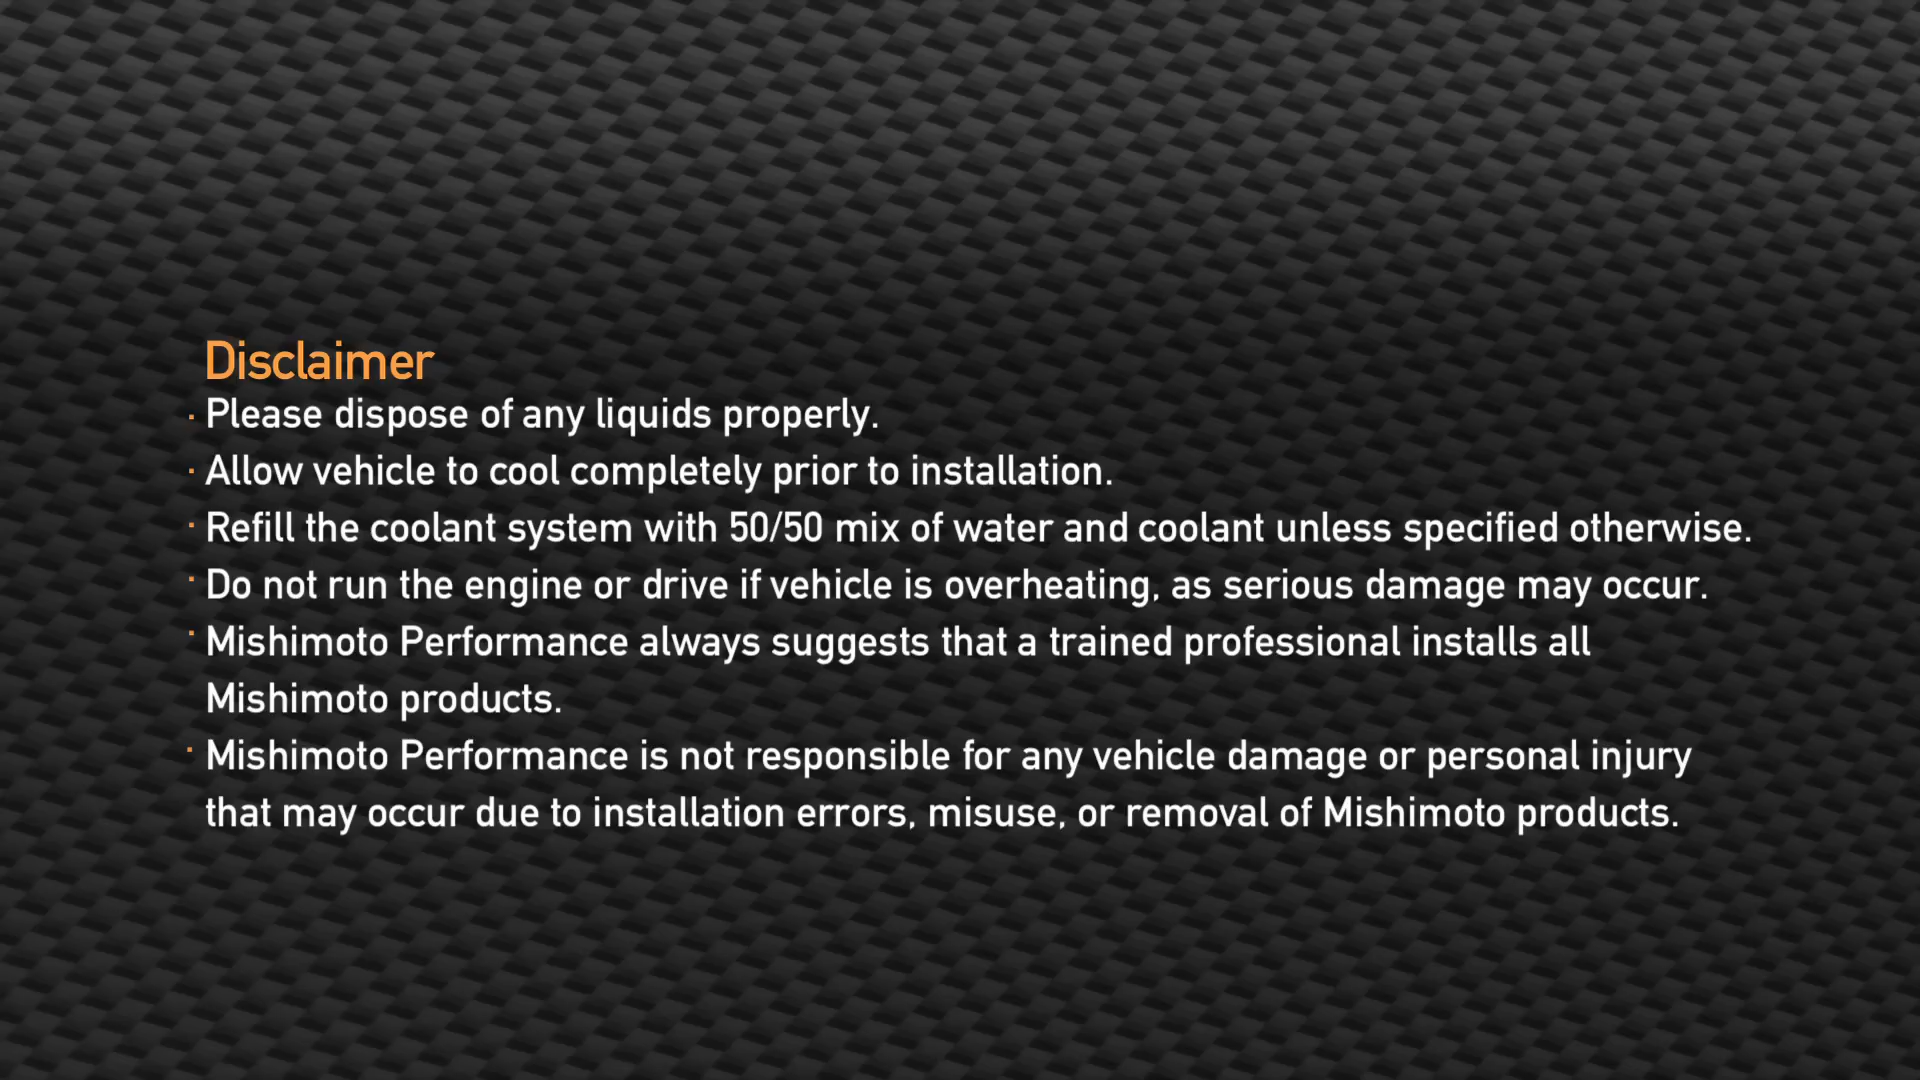 Disclaimer
· Please dispose of any liquids properly.
· Allow vehicle to cool completely prior to installation.
· Refill the coolant system with 50/50 mix of water and coolant unless specified otherwise.
· Do not run the engine or drive if vehicle is overheating, as serious damage may occur.
· Mishimoto Performance always suggests that a trained professional installs all
Mishimoto products.
· Mishimoto Performance is not responsible for any vehicle damage or personal injury
that may occur due to installation errors, misuse, or removal of Mishimoto products.